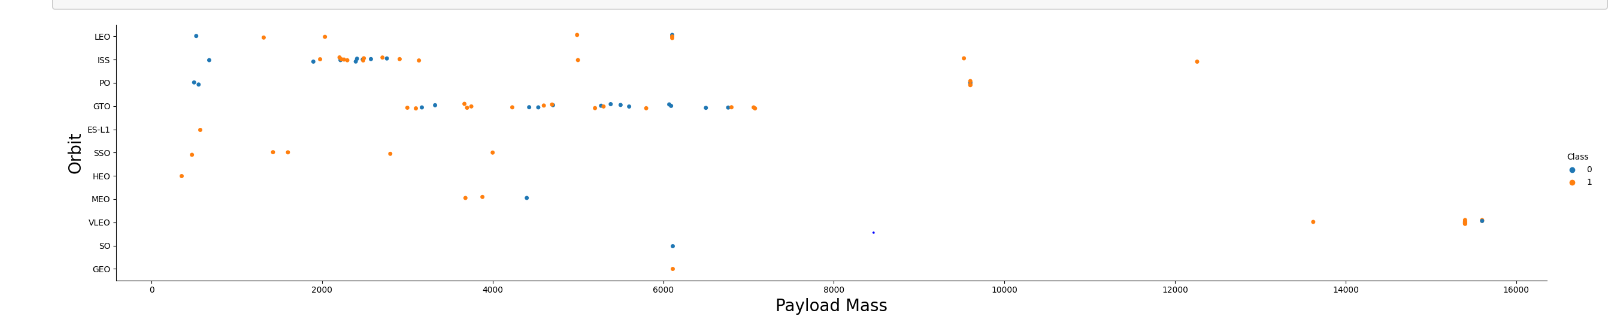 LEO
ISS
PO
GTO
ES-L1
SSO
HEO
MEO
VLEO
SO
GEO
Orbit
0 2000 4000 6000 8000 10000 12000 14000 16000
Payload Mass
Class
0
1